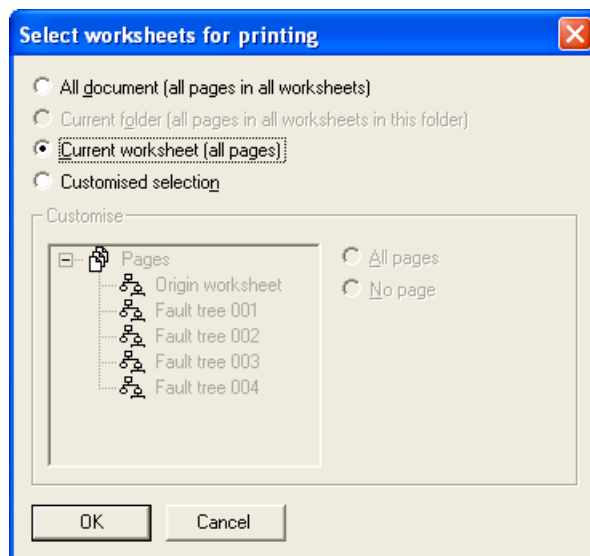 Select worksheets for printing
All document (all pages in all worksheets)
Current folder (all pages in all worksheets in this folder)
Current worksheet (all pages)
Customised selection
Customise
Pages
Origin worksheet
Fault tree 001
Fault tree 002
Fault tree 003
Fault tree 004
All pages
No page
OK
Cancel